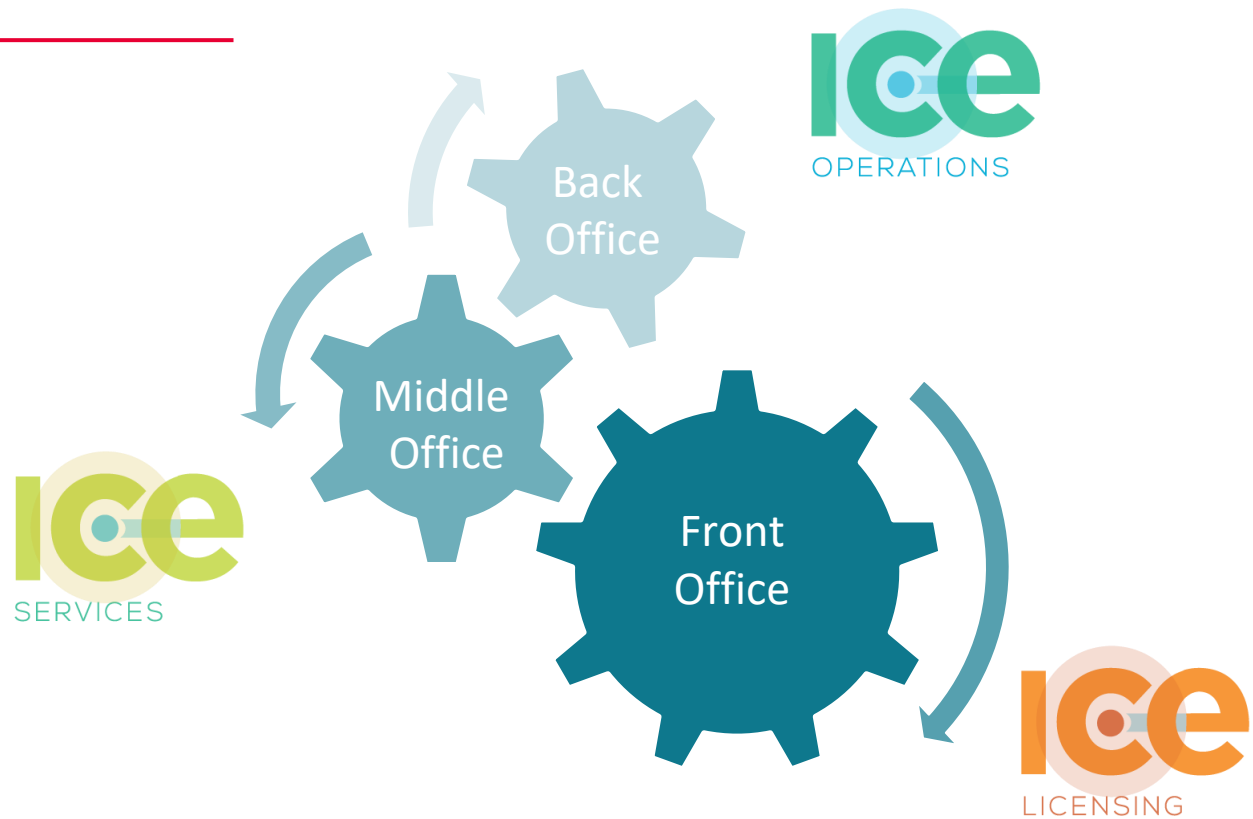 ICE
OPERATIONS
Back
Office
Middle
Office
ICE
SERVICES
Front
Office
ICE
LICENSING